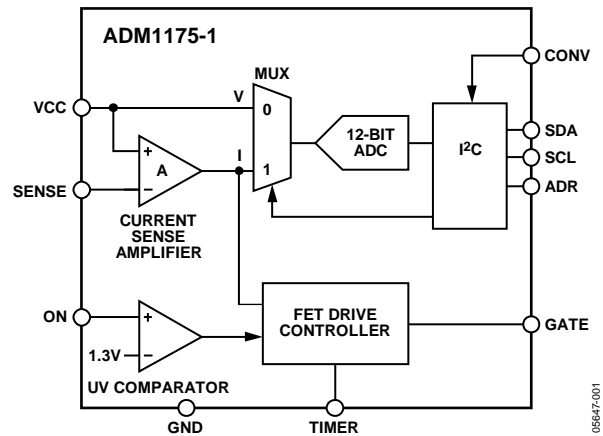 ADM1175-1
CONV
MUX
VCC
V
0
12-BIT
ADC
I²C
SDA
SCL
ADR
I
1
+
A
–
SENSE
CURRENT
SENSE
AMPLIFIER
ON
+
1.3V
–
UV COMPARATOR
FET DRIVE
CONTROLLER
GATE
GND
TIMER
05647-001